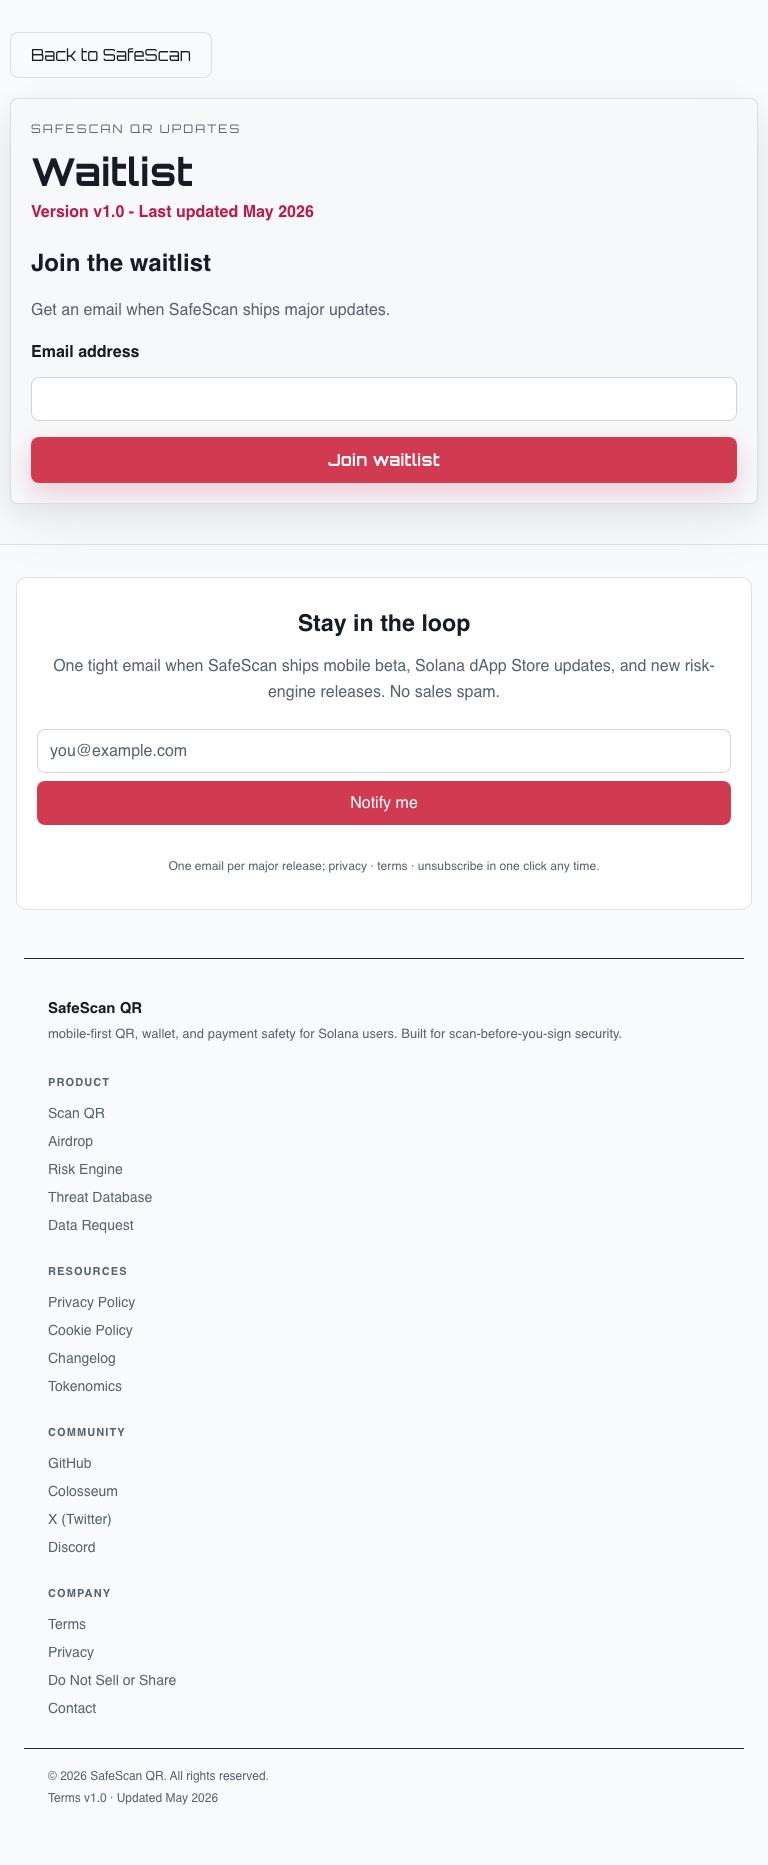 Back to SafeScan
SAFESCAN QR UPDATES
Waitlist
Version v1.0 - Last updated May 2026
Join the waitlist
Get an email when SafeScan ships major updates.
Email address
Join waitlist
Stay in the loop
One tight email when SafeScan ships mobile beta, Solana dApp Store updates, and new risk-
engine releases. No sales spam.
you@example.com
Notify me
One email per major release; privacy · terms · unsubscribe in one click any time.
SafeScan QR
mobile-first QR, wallet, and payment safety for Solana users. Built for scan-before-you-sign security.
PRODUCT
Scan QR
Airdrop
Risk Engine
Threat Database
Data Request
RESOURCES
Privacy Policy
Cookie Policy
Changelog
Tokenomics
COMMUNITY
GitHub
Colosseum
X (Twitter)
Discord
COMPANY
Terms
Privacy
Do Not Sell or Share
Contact
© 2026 SafeScan QR. All rights reserved.
Terms v1.0 · Updated May 2026